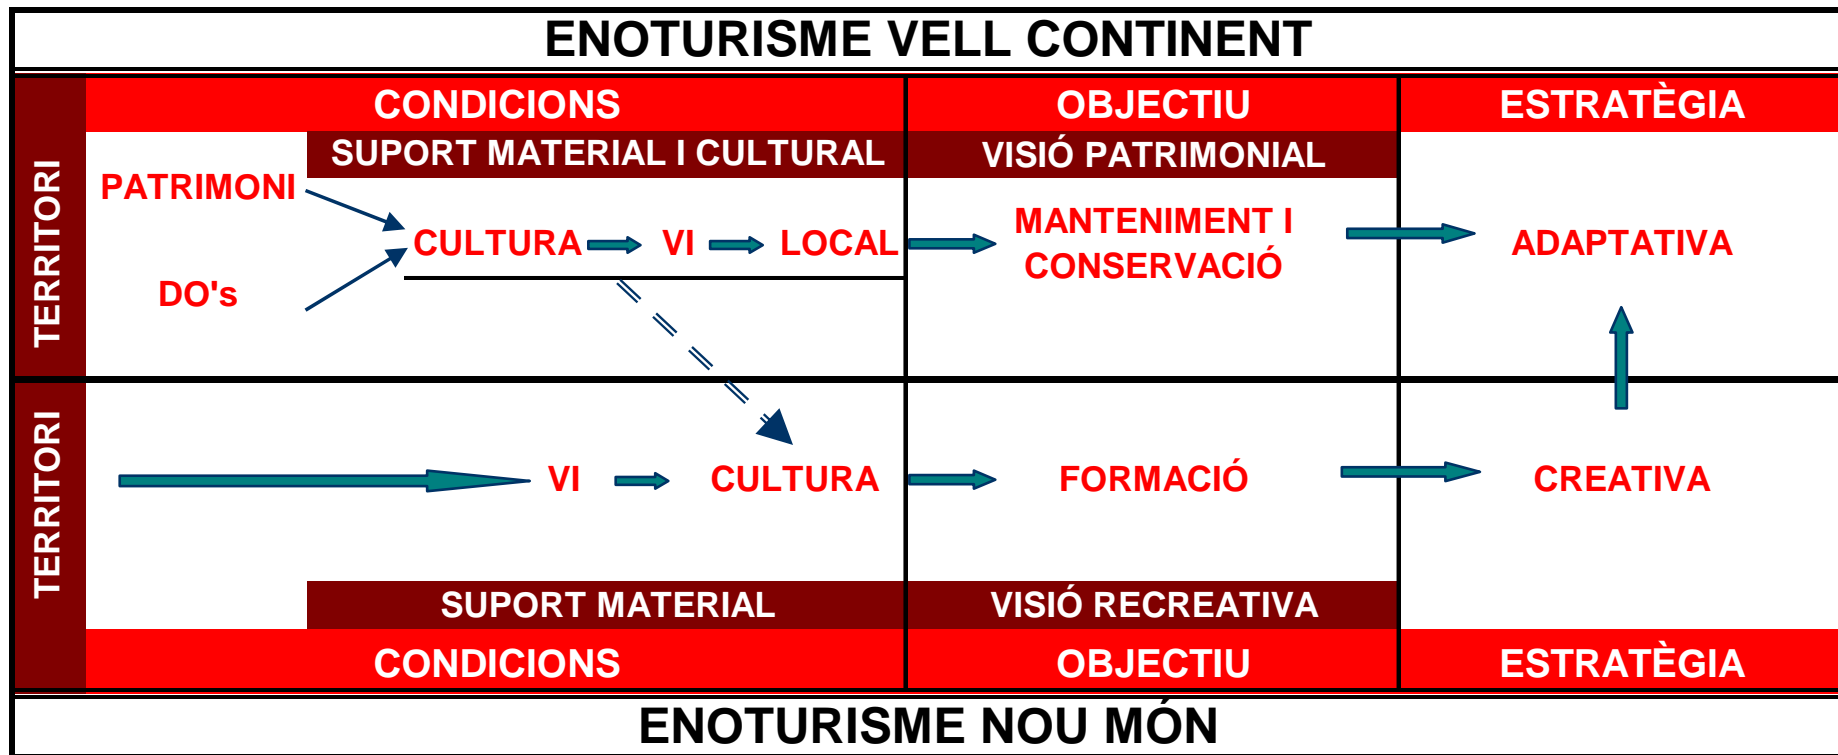 ENOTURISME VELL CONTINENT
CONDICIONS
OBJECTIU
ESTRATÈGIA
TERRITORI
SUPORT MATERIAL I CULTURAL
VISIÓ PATRIMONIAL
PATRIMONI
DO's
CULTURA
VI
LOCAL
MANTENIMENT I
CONSERVACIÓ
ADAPTATIVA
TERRITORI
VI
CULTURA
FORMACIÓ
CREATIVA
SUPORT MATERIAL
VISIÓ RECREATIVA
CONDICIONS
OBJECTIU
ESTRATÈGIA
ENOTURISME NOU MÓN